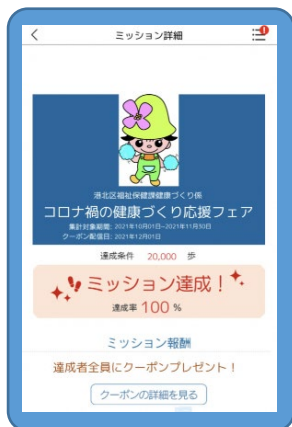 ミッション詳細
1
港北区福祉保健課健康づくり係
コロナ禍の健康づくり応援フェア
集計対象期間: 2021年10月01日~2021年11月30日
クーポン配信日: 2021年12月01日
達成条件 20,000 歩
ミッション達成！
達成率 100 %
ミッション報酬
達成者全員にクーポンプレゼント！
クーポンの詳細を見る